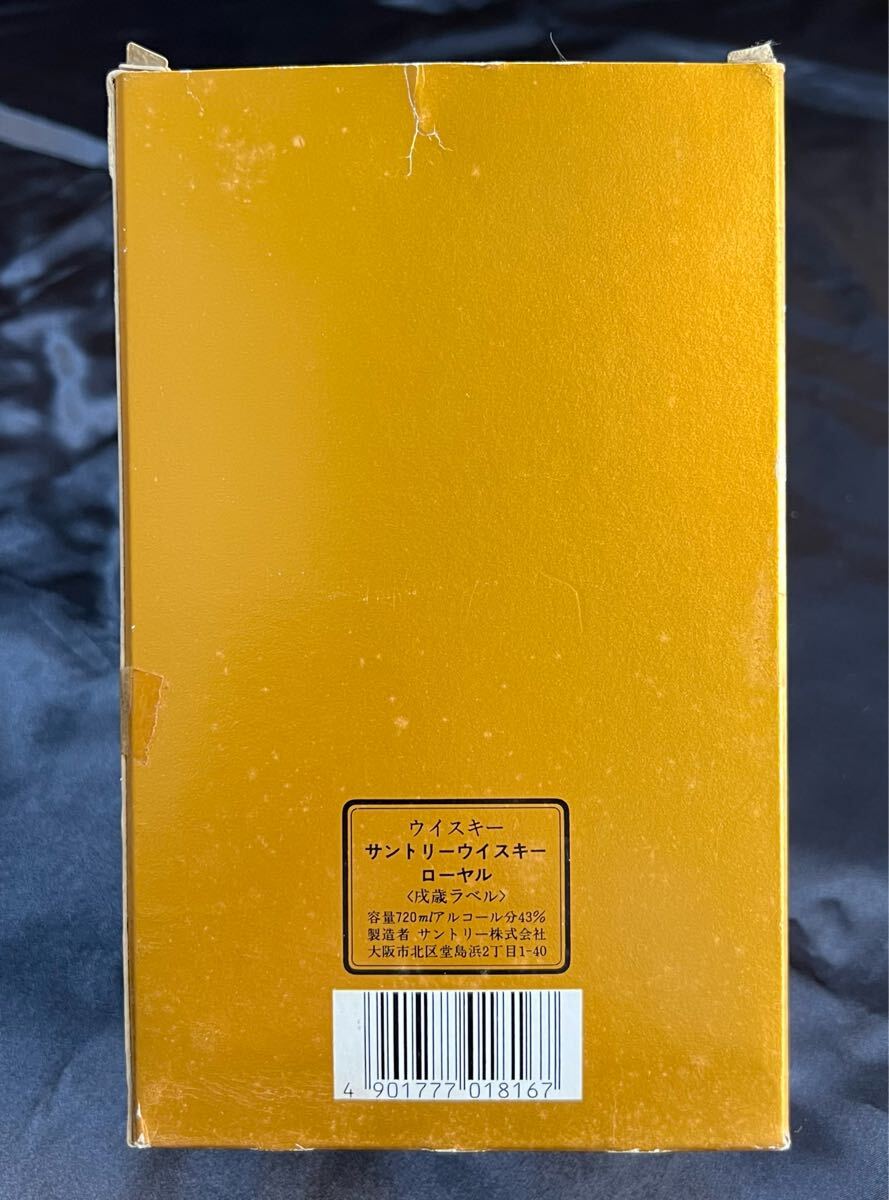 ウイスキー
サントリーウイスキー
ローヤル
〈戌歳ラベル〉
容量720mlアルコール分43%
製造者 サントリー株式会社
大阪市北区堂島浜2丁目1-40
4 901777 018167